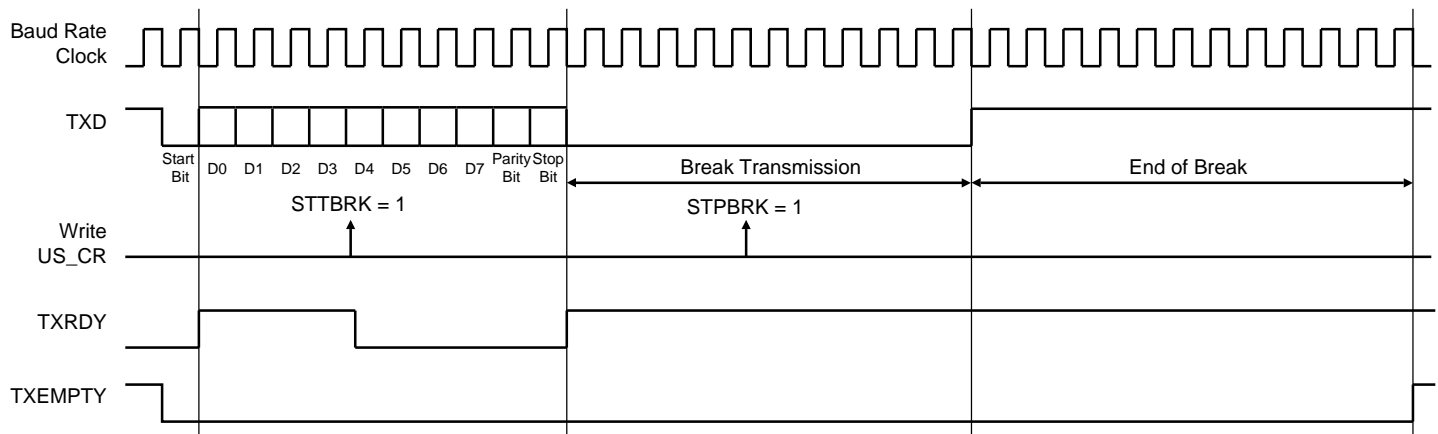 Baud Rate
Clock
TXD
Start
Bit
D0
D1
D2
D3
D4
D5
D6
D7
Parity
Bit
Stop
Bit
Break Transmission
End of Break
STTBRK = 1
STPBRK = 1
Write
US_CR
TXRDY
TXEMPTY